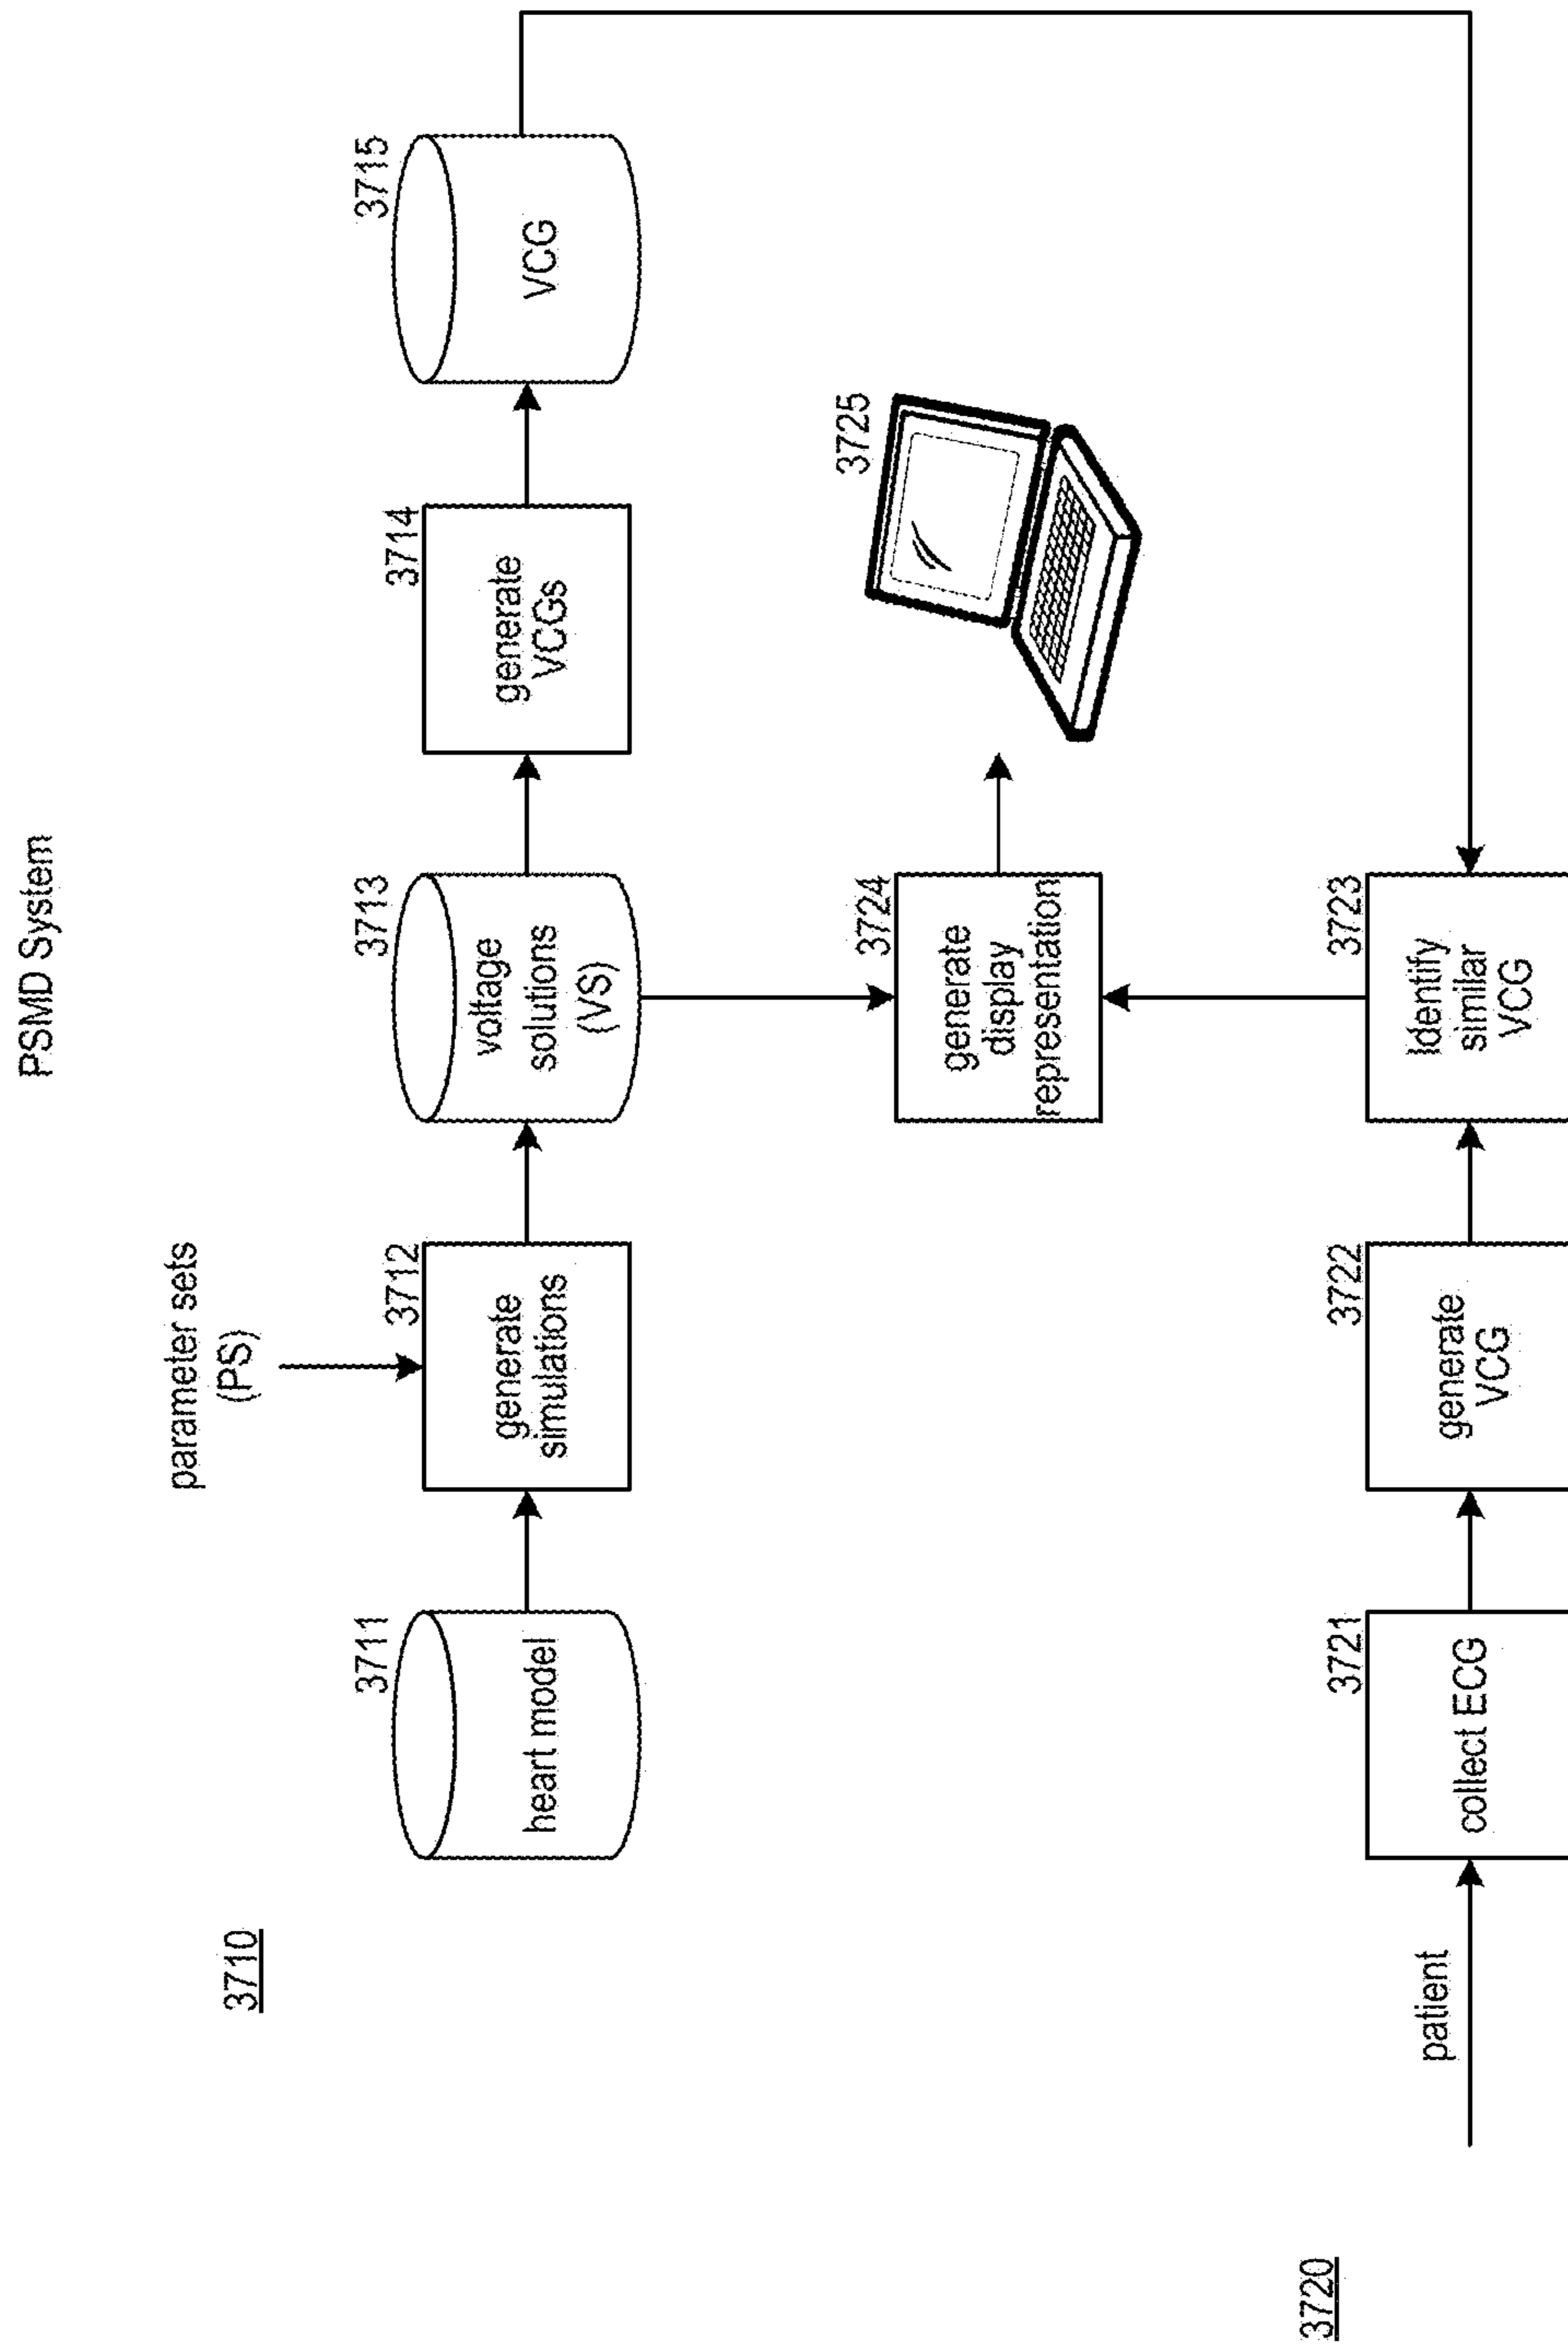 PSMD System
parameter sets
(PS)
3710
3711
heart model
3712
generate
simulations
3713
voltage
solutions
(VS)
3714
generate
VCGs
3715
VCG
3724
generate
display
representation
3725
3720
patient
3721
collect ECG
3722
generate
VCG
3723
Identify
similar
VCG